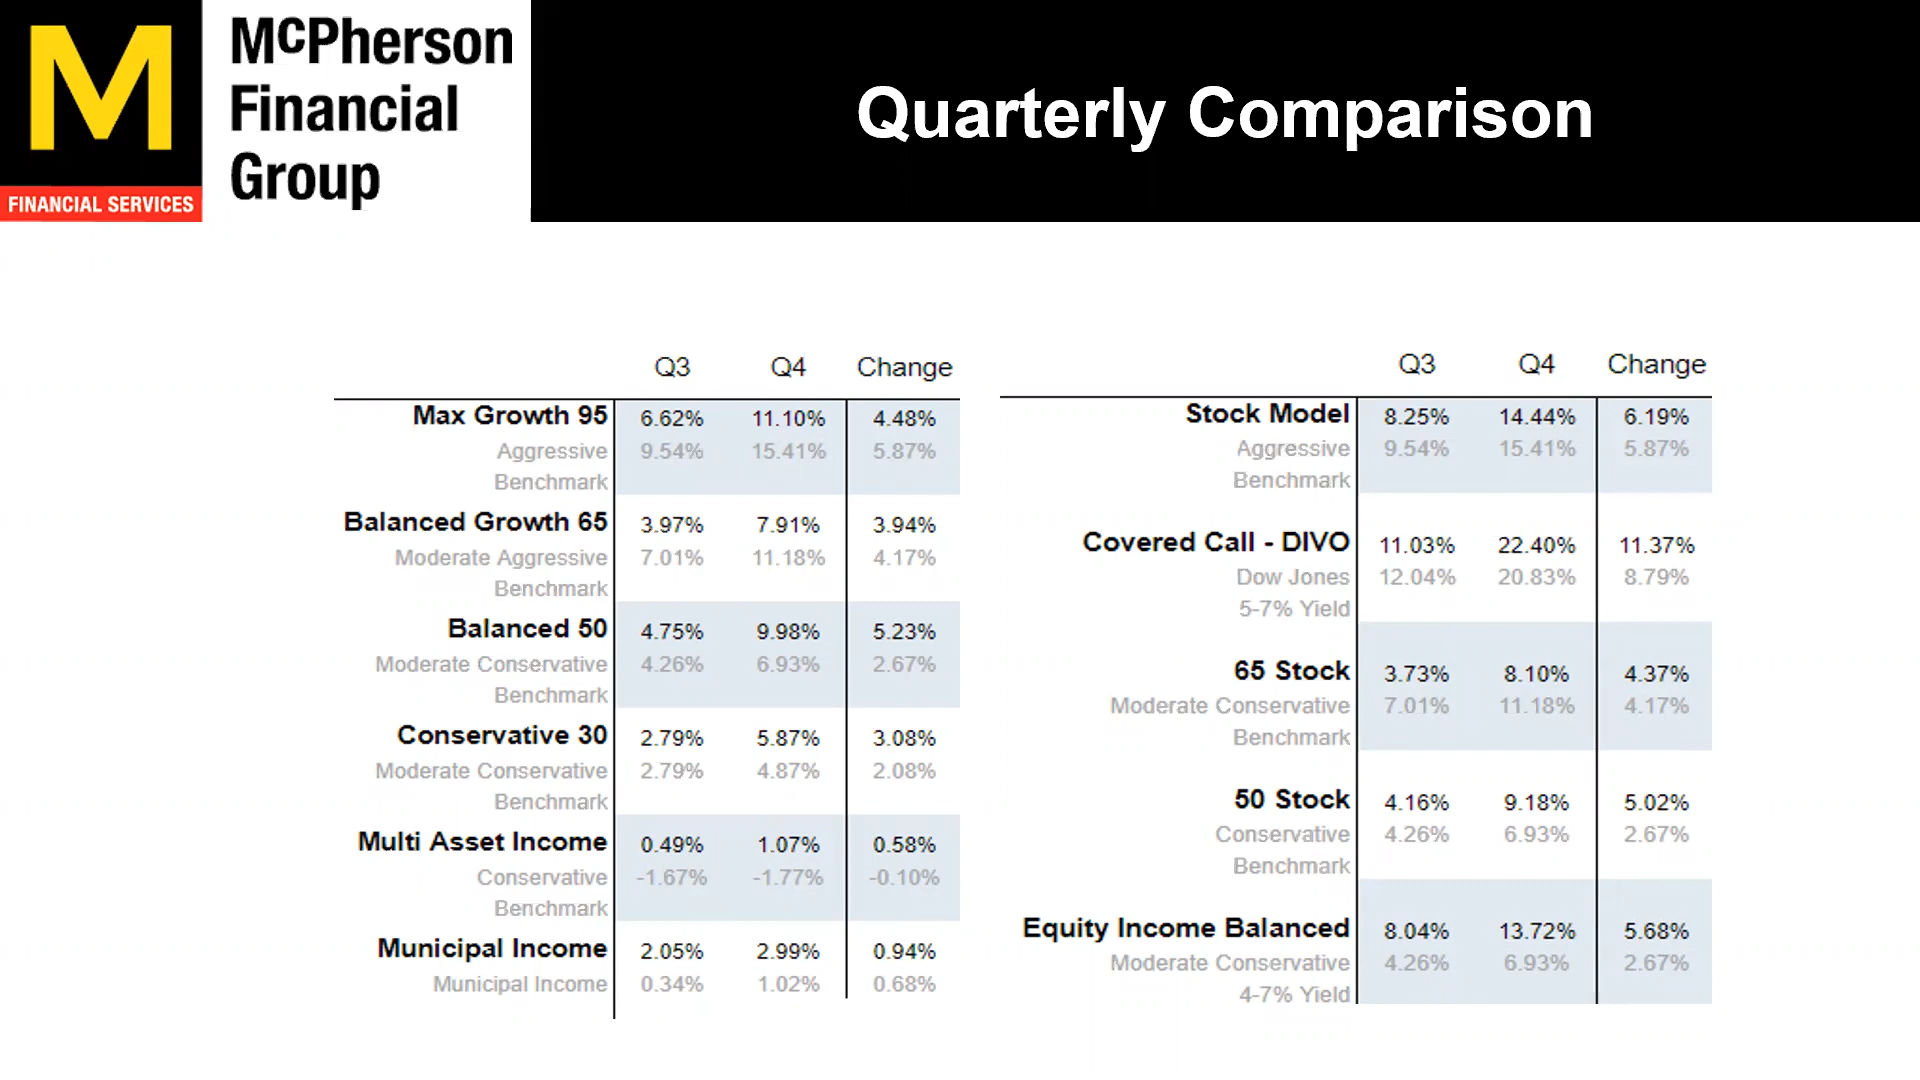 M
FINANCIAL SERVICES
McPherson
Financial
Group
Quarterly Comparison
Q3 Q4 Change
Max Growth 95 6.62% 11.10% 4.48%
Aggressive 9.54% 15.41% 5.87%
Benchmark
Balanced Growth 65 3.97% 7.91% 3.94%
Moderate Aggressive 7.01% 11.18% 4.17%
Benchmark
Balanced 50 4.75% 9.98% 5.23%
Moderate Conservative 4.26% 6.93% 2.67%
Benchmark
Conservative 30 2.79% 5.87% 3.08%
Moderate Conservative 2.79% 4.87% 2.08%
Benchmark
Multi Asset Income 0.49% 1.07% 0.58%
Conservative -1.67% -1.77% -0.10%
Benchmark
Municipal Income 2.05% 2.99% 0.94%
Municipal Income 0.34% 1.02% 0.68%
Q3 Q4 Change
Stock Model 8.25% 14.44% 6.19%
Aggressive 9.54% 15.41% 5.87%
Benchmark
Covered Call - DIVO 11.03% 22.40% 11.37%
Dow Jones 12.04% 20.83% 8.79%
5-7% Yield
65 Stock 3.73% 8.10% 4.37%
Moderate Conservative 7.01% 11.18% 4.17%
Benchmark
50 Stock 4.16% 9.18% 5.02%
Conservative 4.26% 6.93% 2.67%
Benchmark
Equity Income Balanced 8.04% 13.72% 5.68%
Moderate Conservative 4.26% 6.93% 2.67%
4-7% Yield